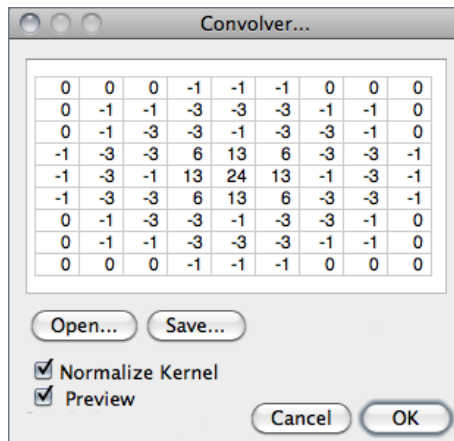 Convolver...
0 0 0 -1 -1 -1 0 0 0
0 -1 -1 -3 -3 -3 -1 -1 0
0 -1 -3 -3 -1 -3 -3 -1 0
-1 -3 -3 6 13 6 -3 -3 -1
-1 -3 -1 13 24 13 -1 -3 -1
-1 -3 -3 6 13 6 -3 -3 -1
0 -1 -3 -3 -1 -3 -3 -1 0
0 -1 -1 -3 -3 -3 -1 -1 0
0 0 0 -1 -1 -1 0 0 0
Open... Save...
Normalize Kernel
Preview
Cancel OK